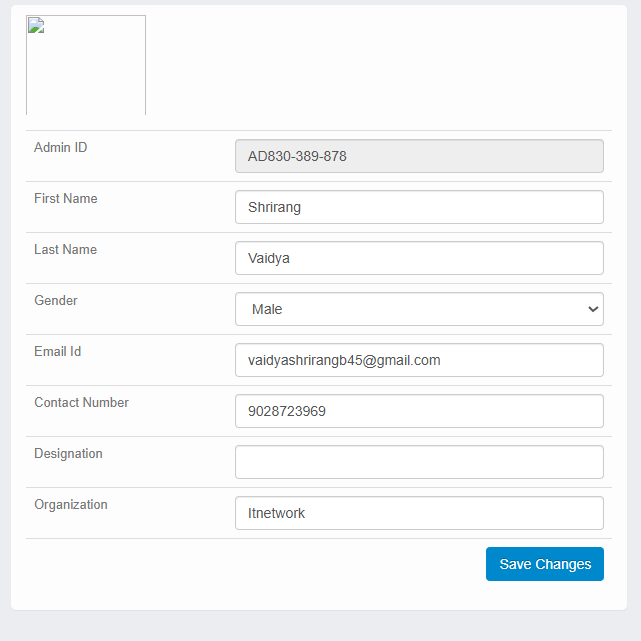 Admin ID AD830-389-878
First Name Shrirang
Last Name Vaidya
Gender Male
Email Id vaidyashrirangb45@gmail.com
Contact Number 9028723969
Designation
Organization Itnetwork
Save Changes